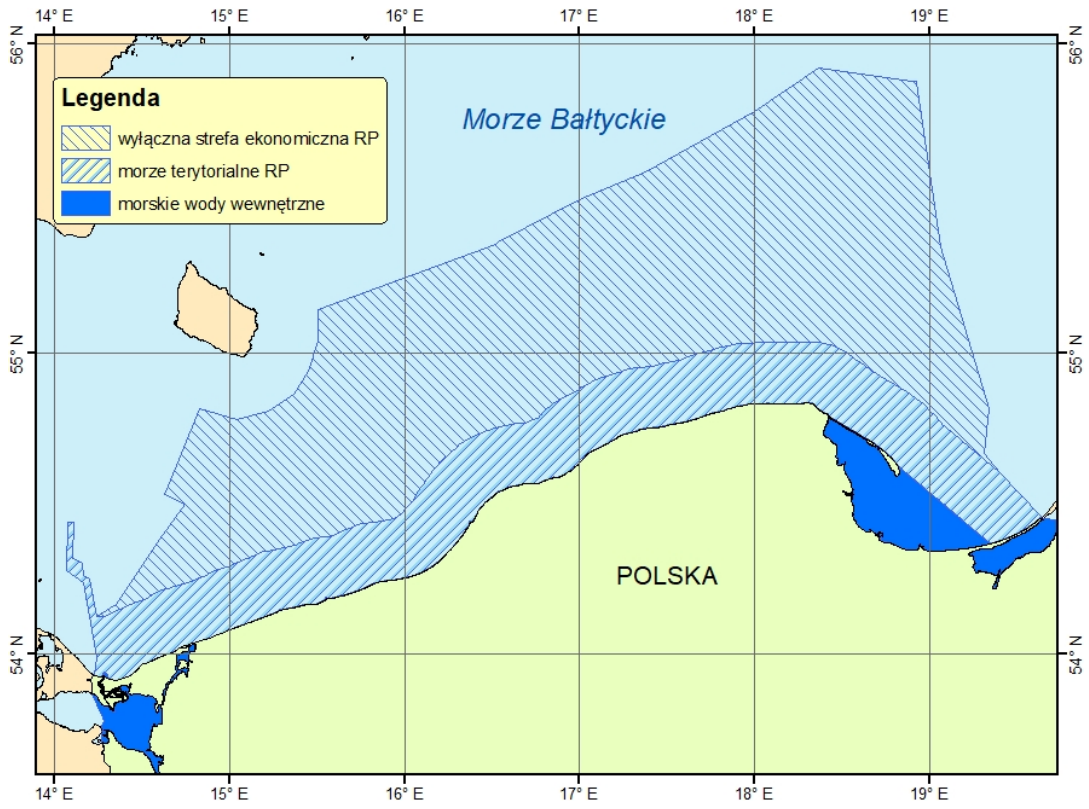 14° E 15° E 16° E 17° E 18° E 19° E
56° N 56° N
Legenda
wyłączna strefa ekonomiczna RP
morze terytorialne RP
morskie wody wewnętrzne
Morze Bałtyckie
55° N 55° N
POLSKA
54° N 54° N
14° E 15° E 16° E 17° E 18° E 19° E